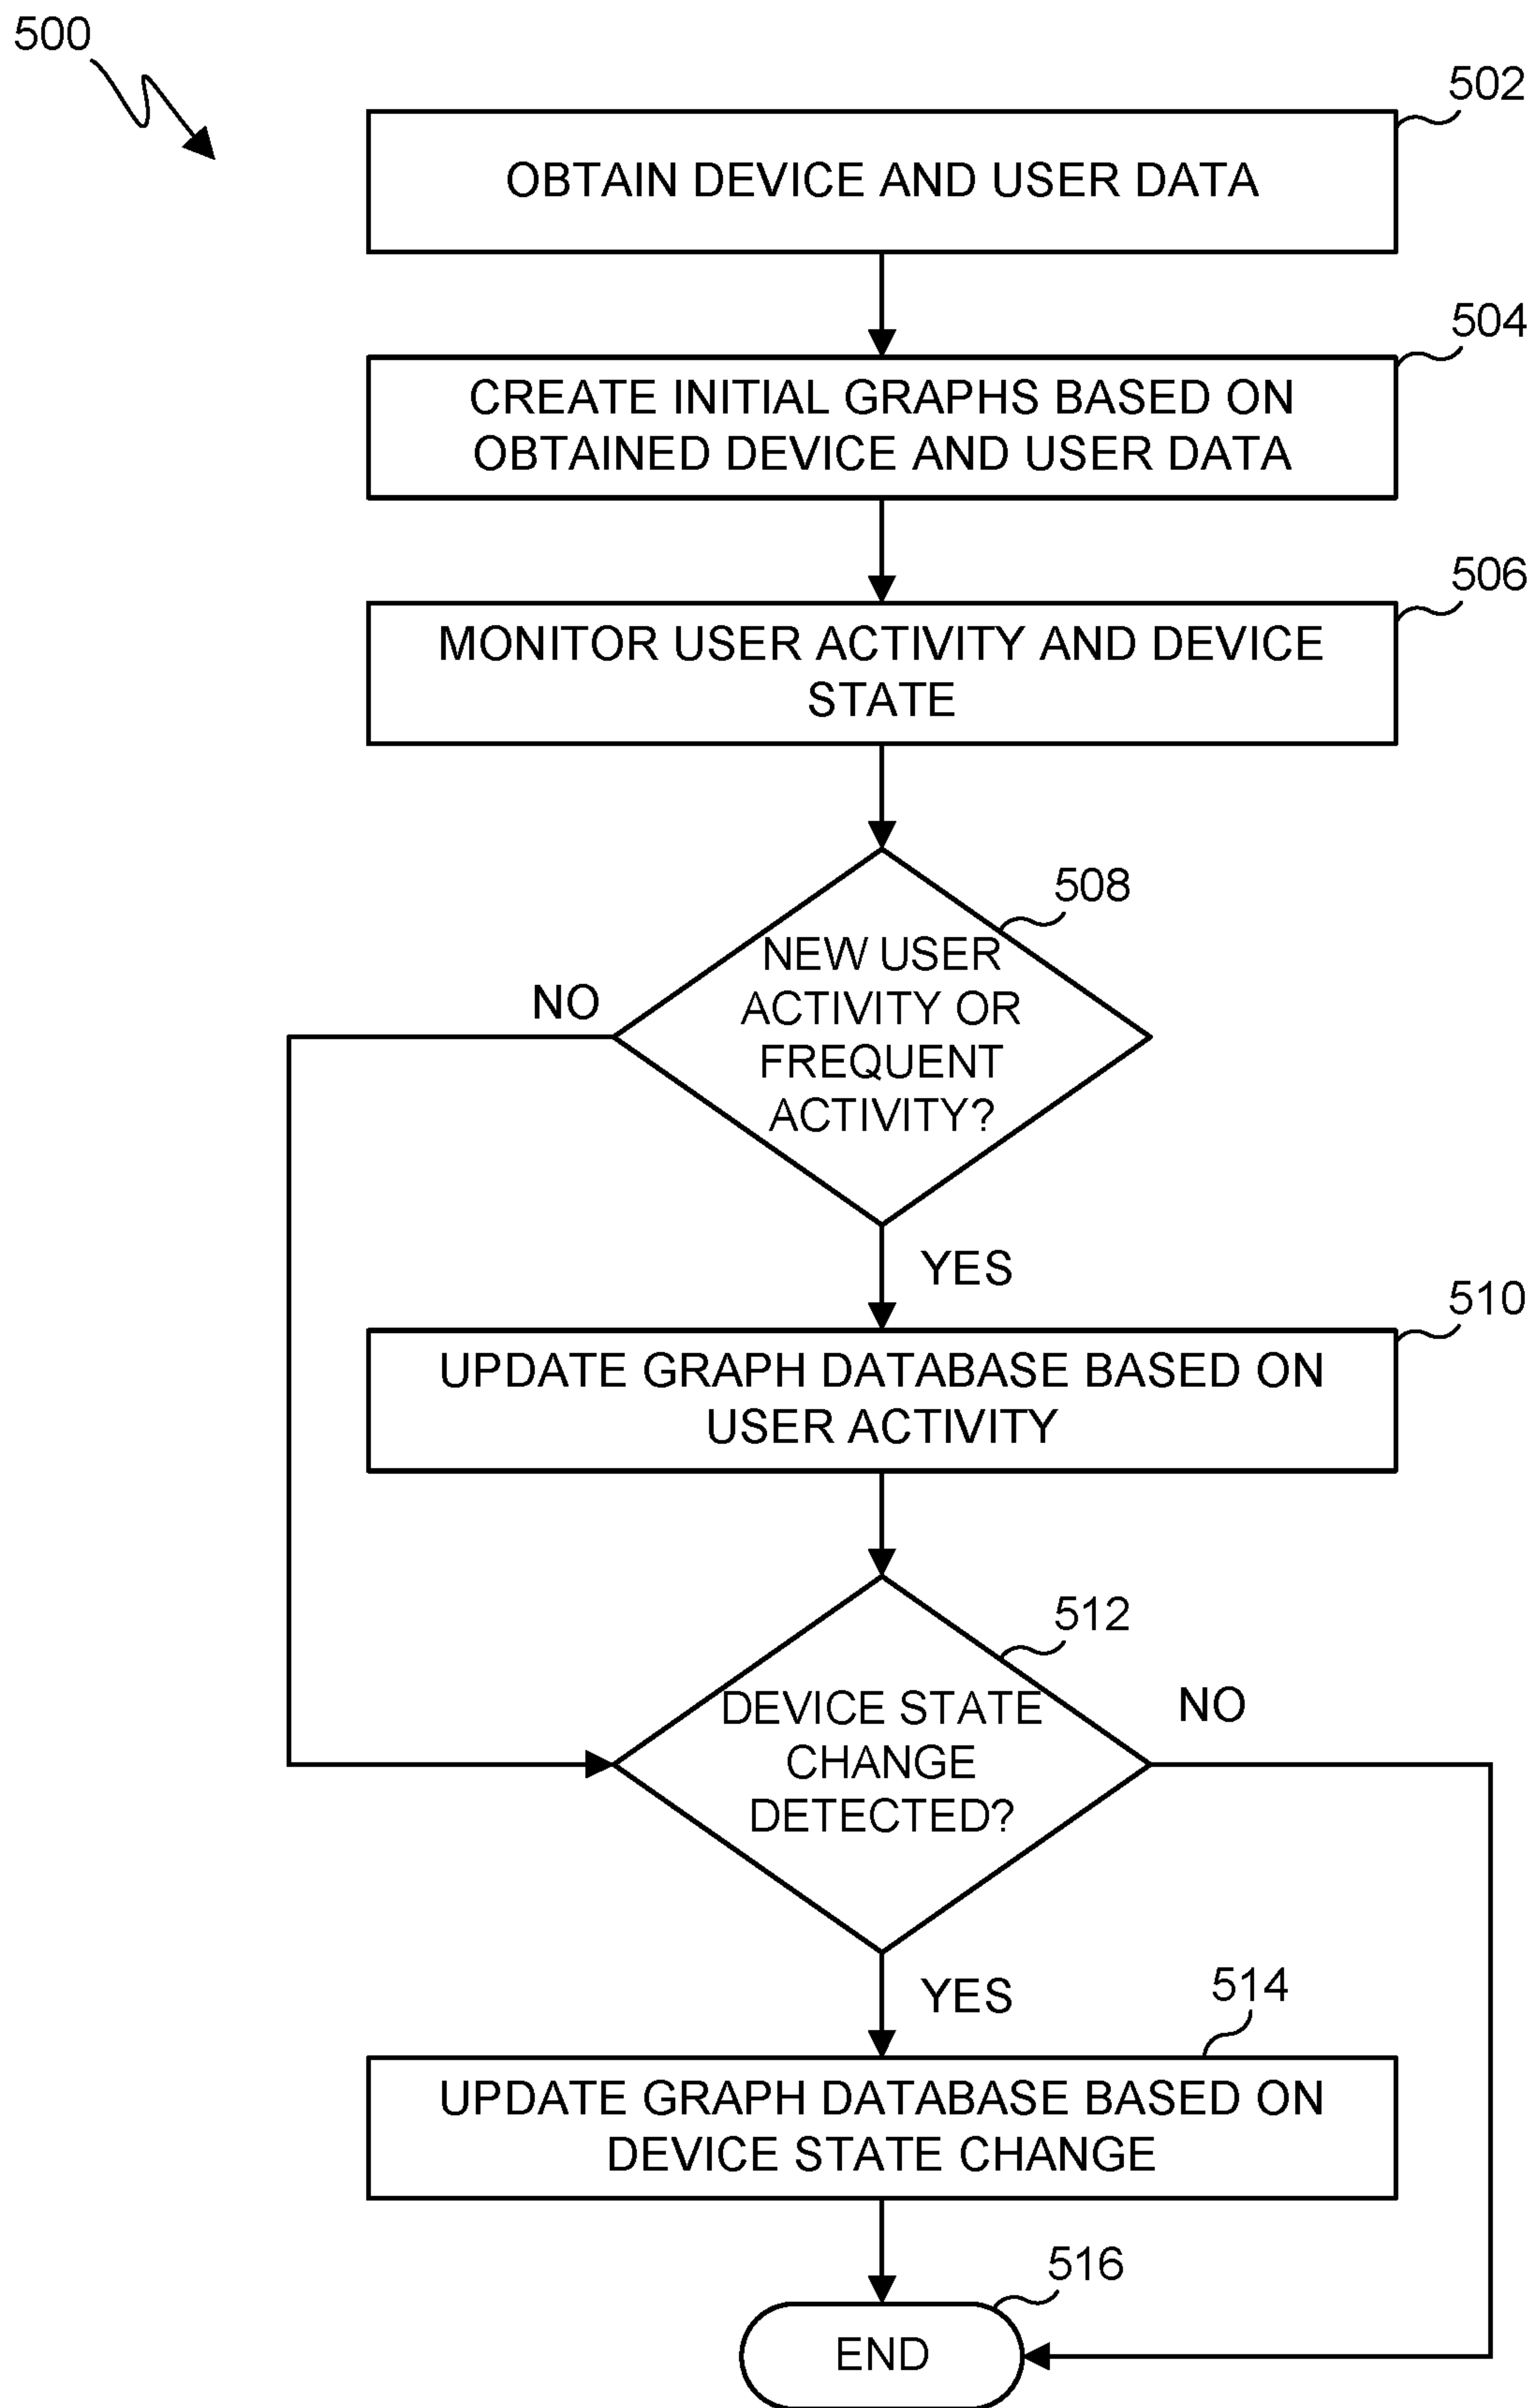 500
502
OBTAIN DEVICE AND USER DATA
504
CREATE INITIAL GRAPHS BASED ON
OBTAINED DEVICE AND USER DATA
506
MONITOR USER ACTIVITY AND DEVICE
STATE
508
NEW USER
ACTIVITY OR
FREQUENT
ACTIVITY?
NO
YES
510
UPDATE GRAPH DATABASE BASED ON
USER ACTIVITY
512
DEVICE STATE
CHANGE
DETECTED?
NO
YES
514
UPDATE GRAPH DATABASE BASED ON
DEVICE STATE CHANGE
516
END